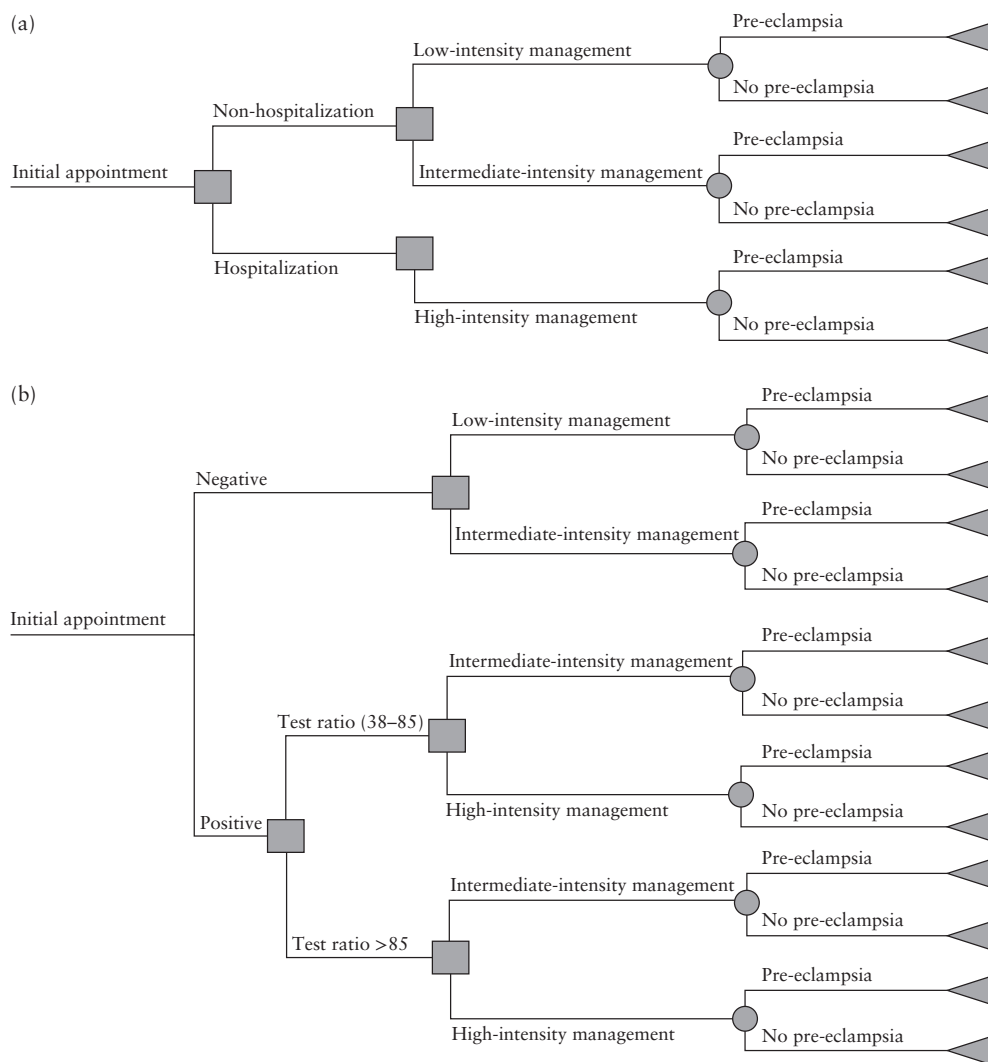 (a)
Pre-eclampsia
Low-intensity management
No pre-eclampsia
Non-hospitalization
Pre-eclampsia
Initial appointment
Intermediate-intensity management
No pre-eclampsia
Pre-eclampsia
Hospitalization
High-intensity management
No pre-eclampsia
(b)
Pre-eclampsia
Low-intensity management
No pre-eclampsia
Negative
Pre-eclampsia
Intermediate-intensity management
No pre-eclampsia
Initial appointment
Pre-eclampsia
Intermediate-intensity management
No pre-eclampsia
Test ratio (38–85)
Pre-eclampsia
High-intensity management
No pre-eclampsia
Positive
Pre-eclampsia
Intermediate-intensity management
No pre-eclampsia
Test ratio >85
Pre-eclampsia
High-intensity management
No pre-eclampsia